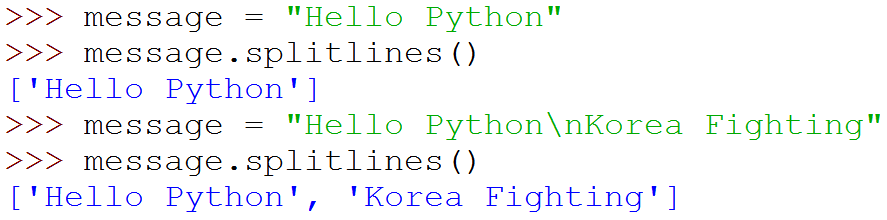 >>> message = "Hello Python"
>>> message.splitlines()
['Hello Python']
>>> message = "Hello Python\nKorea Fighting"
>>> message.splitlines()
['Hello Python', 'Korea Fighting']